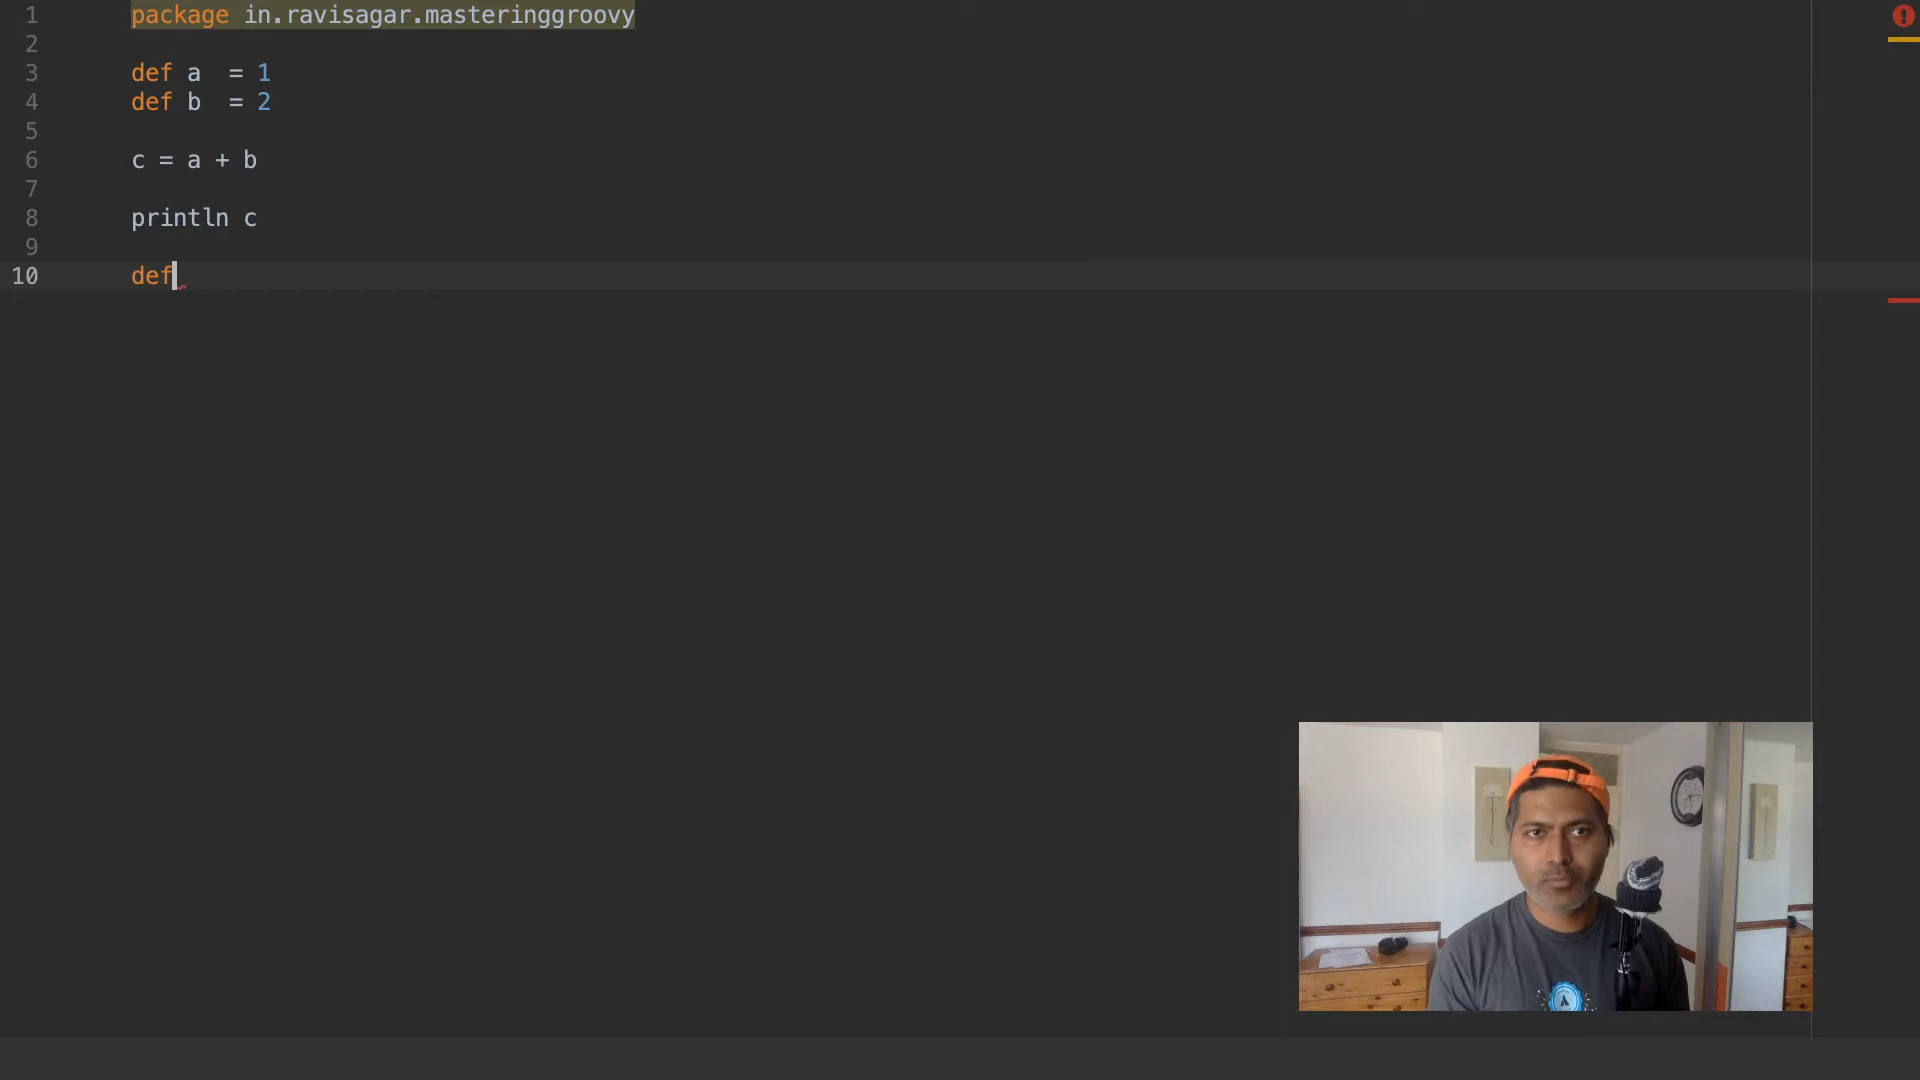 1 package in.ravisagar.masteringgroovy
2
3 def a  = 1
4 def b  = 2
5
6 c = a + b
7
8 println c
9
10 def